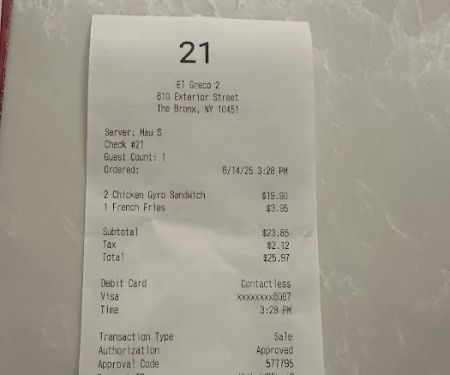 21
El Greco 2
610 Exterior Street
The Bronx, NY 10451
Server: Mau S
Check #21
Guest Count: 1
Ordered: 6/14/25 3:28 PM
2 Chicken Gyro Sandwich $19.90
1 French Fries $3.95
Subtotal $23.85
Tax $2.12
Total $25.97
Debit Card Contactless
Visa xxxxxxxx6087
Time 3:28 PM
Transaction Type Sale
Authorization Approved
Approval Code 577795